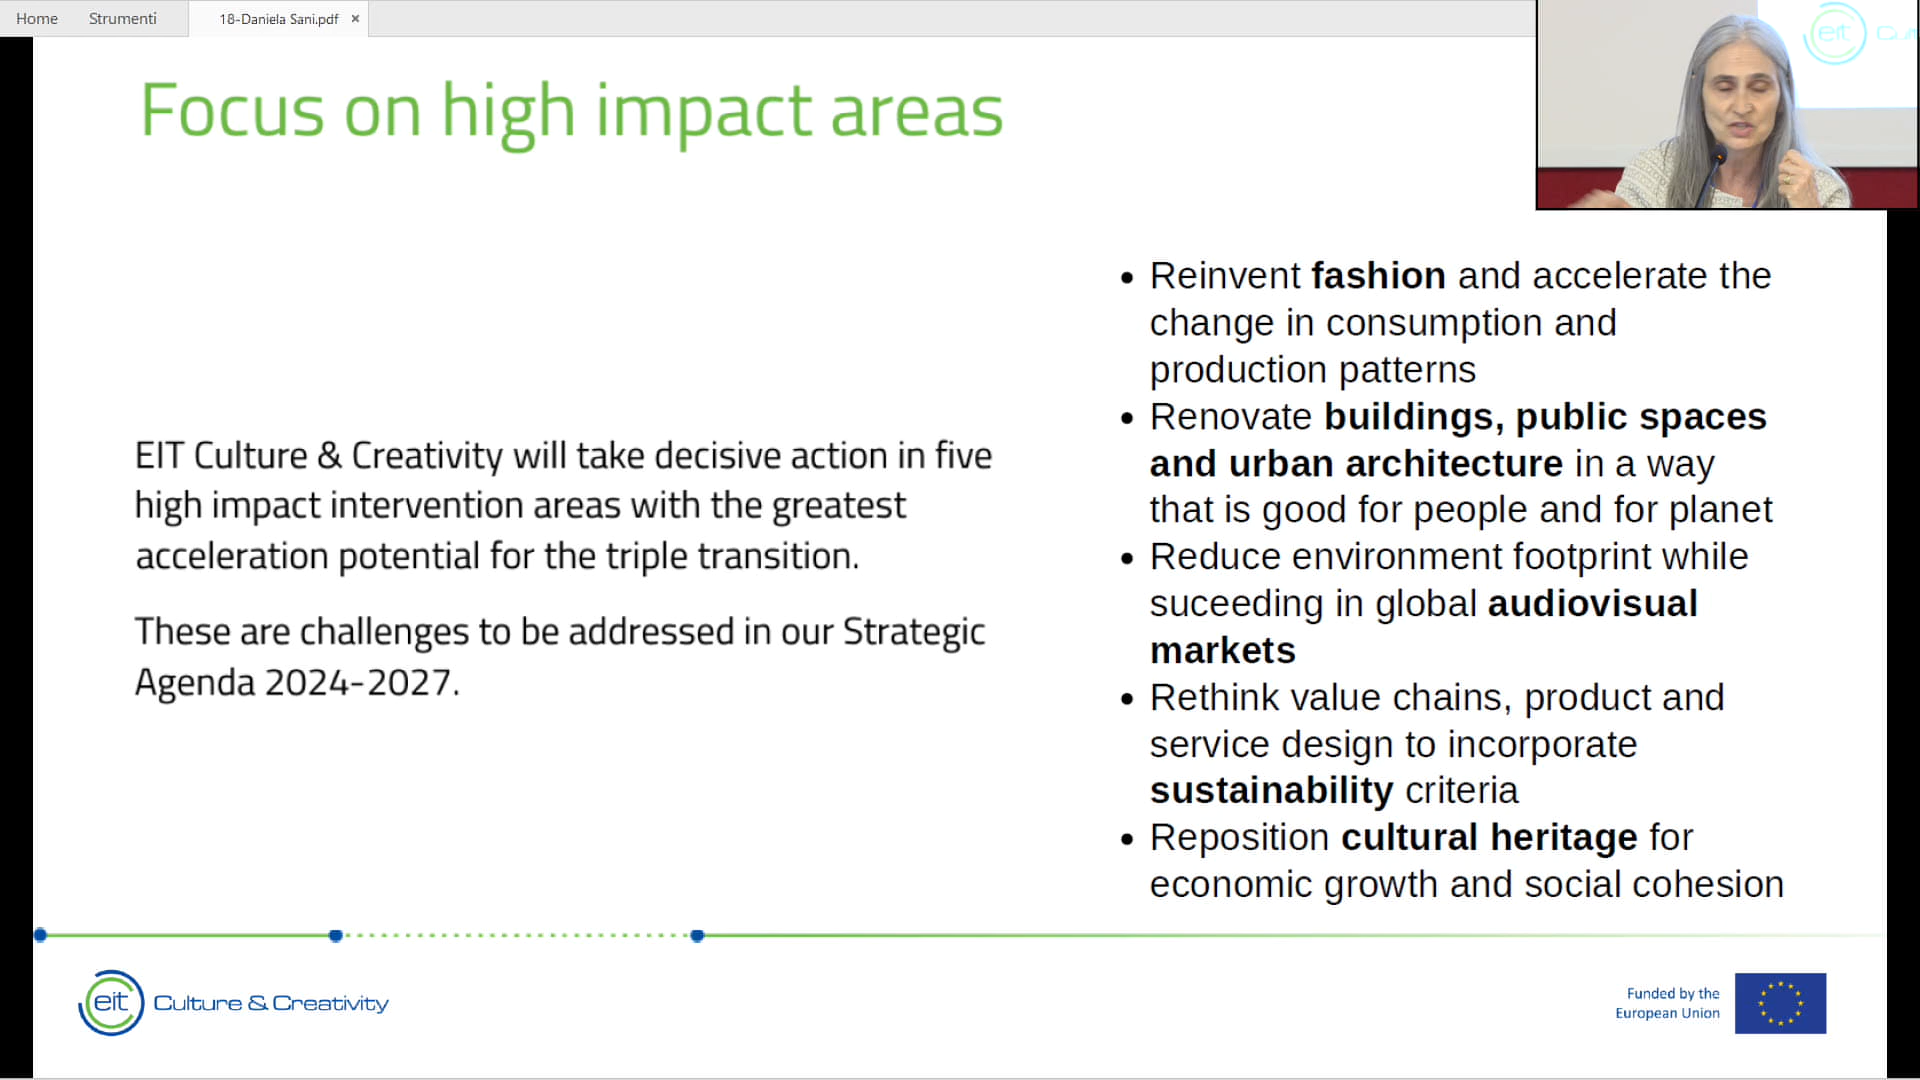 Home Strumenti 18-Daniela Sani.pdf ×
eit
Focus on high impact areas
EIT Culture & Creativity will take decisive action in five
high impact intervention areas with the greatest
acceleration potential for the triple transition.
These are challenges to be addressed in our Strategic
Agenda 2024-2027.
• Reinvent fashion and accelerate the
change in consumption and
production patterns
• Renovate buildings, public spaces
and urban architecture in a way
that is good for people and for planet
• Reduce environment footprint while
suceeding in global audiovisual
markets
• Rethink value chains, product and
service design to incorporate
sustainability criteria
• Reposition cultural heritage for
economic growth and social cohesion
eit Culture & Creativity
Funded by the
European Union